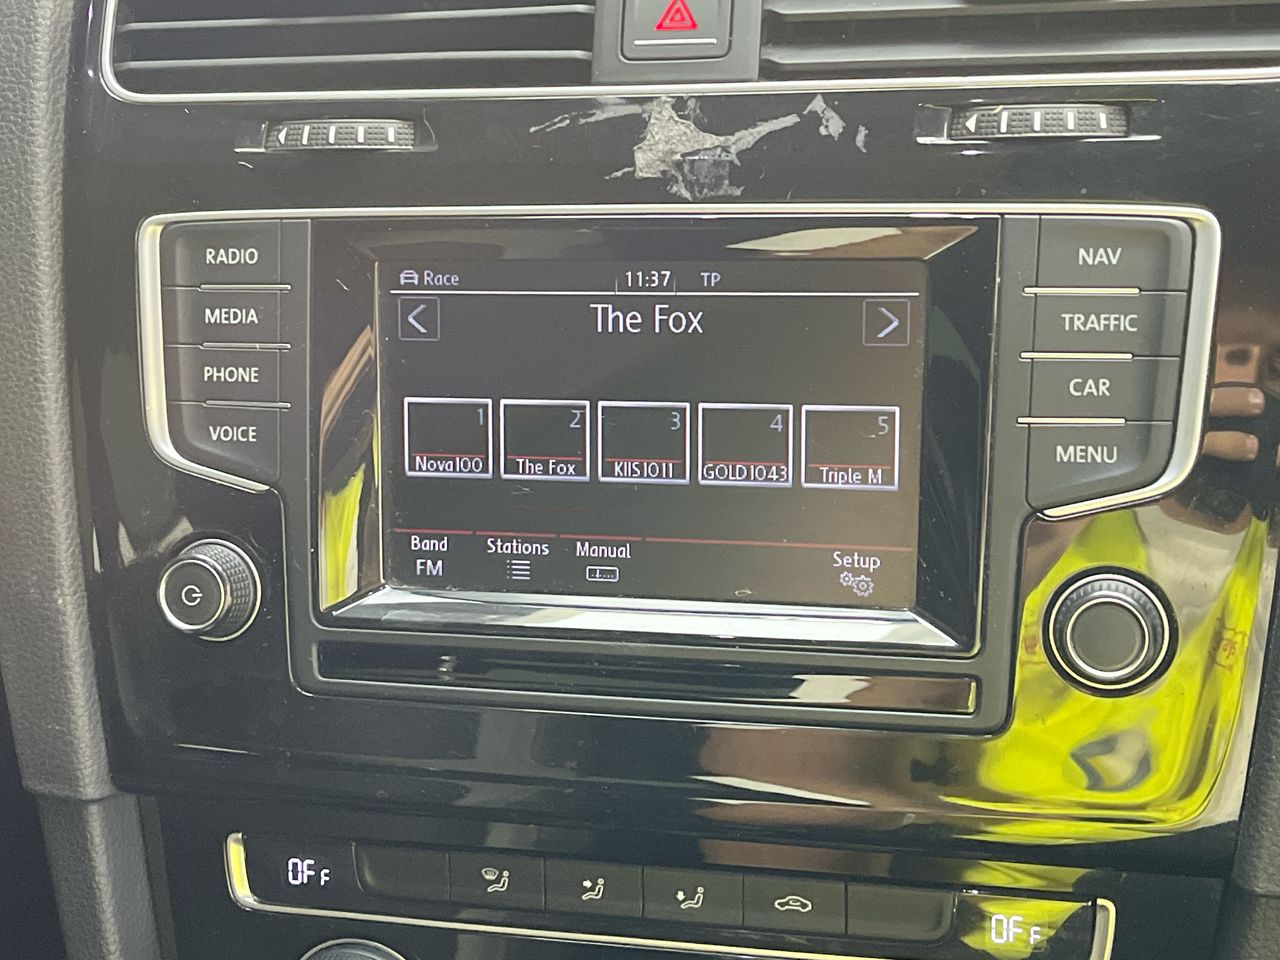 RADIO
MEDIA
PHONE
VOICE
Race 11:37 TP
The Fox
1 2 3 4 5
Nova100 The Fox KIIS1011 GOLD1043 Triple M
Band Stations Manual Setup
FM
NAV
TRAFFIC
CAR
MENU
OFF
OFF